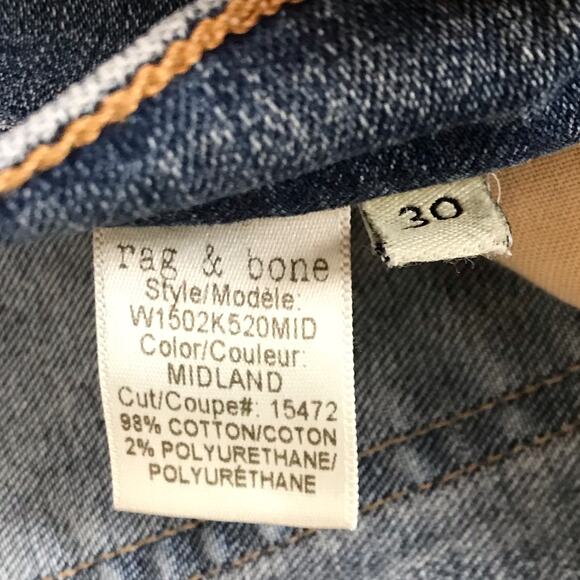 30
rag & bone
Style/Modèle:
W1502K520MID
Color/Couleur:
MIDLAND
Cut/Coupe#: 15472
98% COTTON/COTON
2% POLYURETHANE/
POLYURÉTHANE